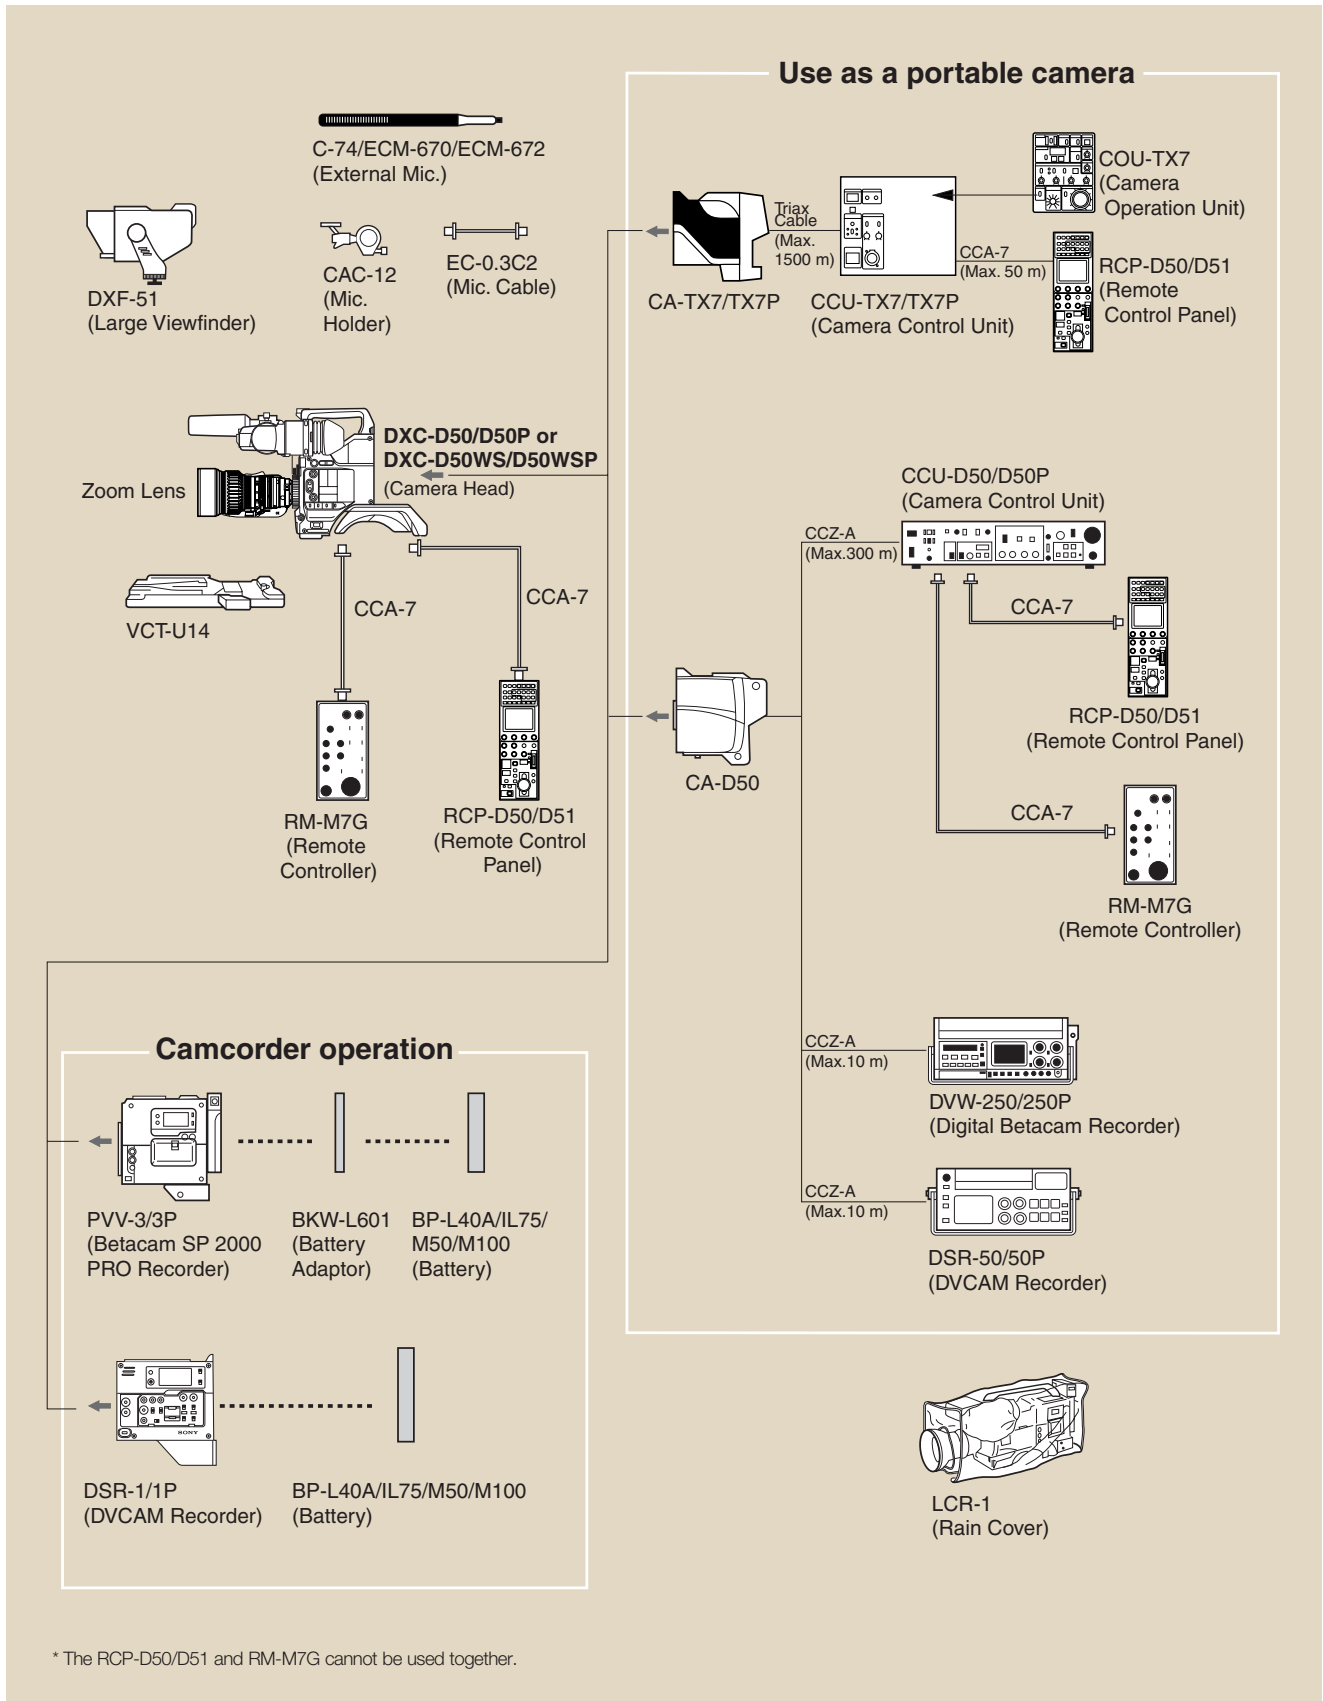 Use as a portable camera
C-74/ECM-670/ECM-672
(External Mic.)
DXF-51
(Large Viewfinder)
CAC-12
(Mic.
Holder)
EC-0.3C2
(Mic. Cable)
CA-TX7/TX7P
Triax
Cable
(Max.
1500 m)
CCU-TX7/TX7P
(Camera Control Unit)
COU-TX7
(Camera
Operation Unit)
CCA-7
(Max. 50 m)
RCP-D50/D51
(Remote
Control Panel)
DXC-D50/D50P or
DXC-D50WS/D50WSP
(Camera Head)
Zoom Lens
VCT-U14
CCA-7
CCA-7
RM-M7G
(Remote
Controller)
RCP-D50/D51
(Remote Control
Panel)
CCU-D50/D50P
(Camera Control Unit)
CCZ-A
(Max.300 m)
CCA-7
RCP-D50/D51
(Remote Control Panel)
CA-D50
CCA-7
RM-M7G
(Remote Controller)
CCZ-A
(Max.10 m)
DVW-250/250P
(Digital Betacam Recorder)
CCZ-A
(Max.10 m)
DSR-50/50P
(DVCAM Recorder)
Camcorder operation
PVV-3/3P
(Betacam SP 2000
PRO Recorder)
BKW-L601
(Battery
Adaptor)
BP-L40A/IL75/
M50/M100
(Battery)
SONY
DSR-1/1P
(DVCAM Recorder)
BP-L40A/IL75/M50/M100
(Battery)
LCR-1
(Rain Cover)
* The RCP-D50/D51 and RM-M7G cannot be used together.